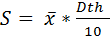 S = x̄ * Dth/10